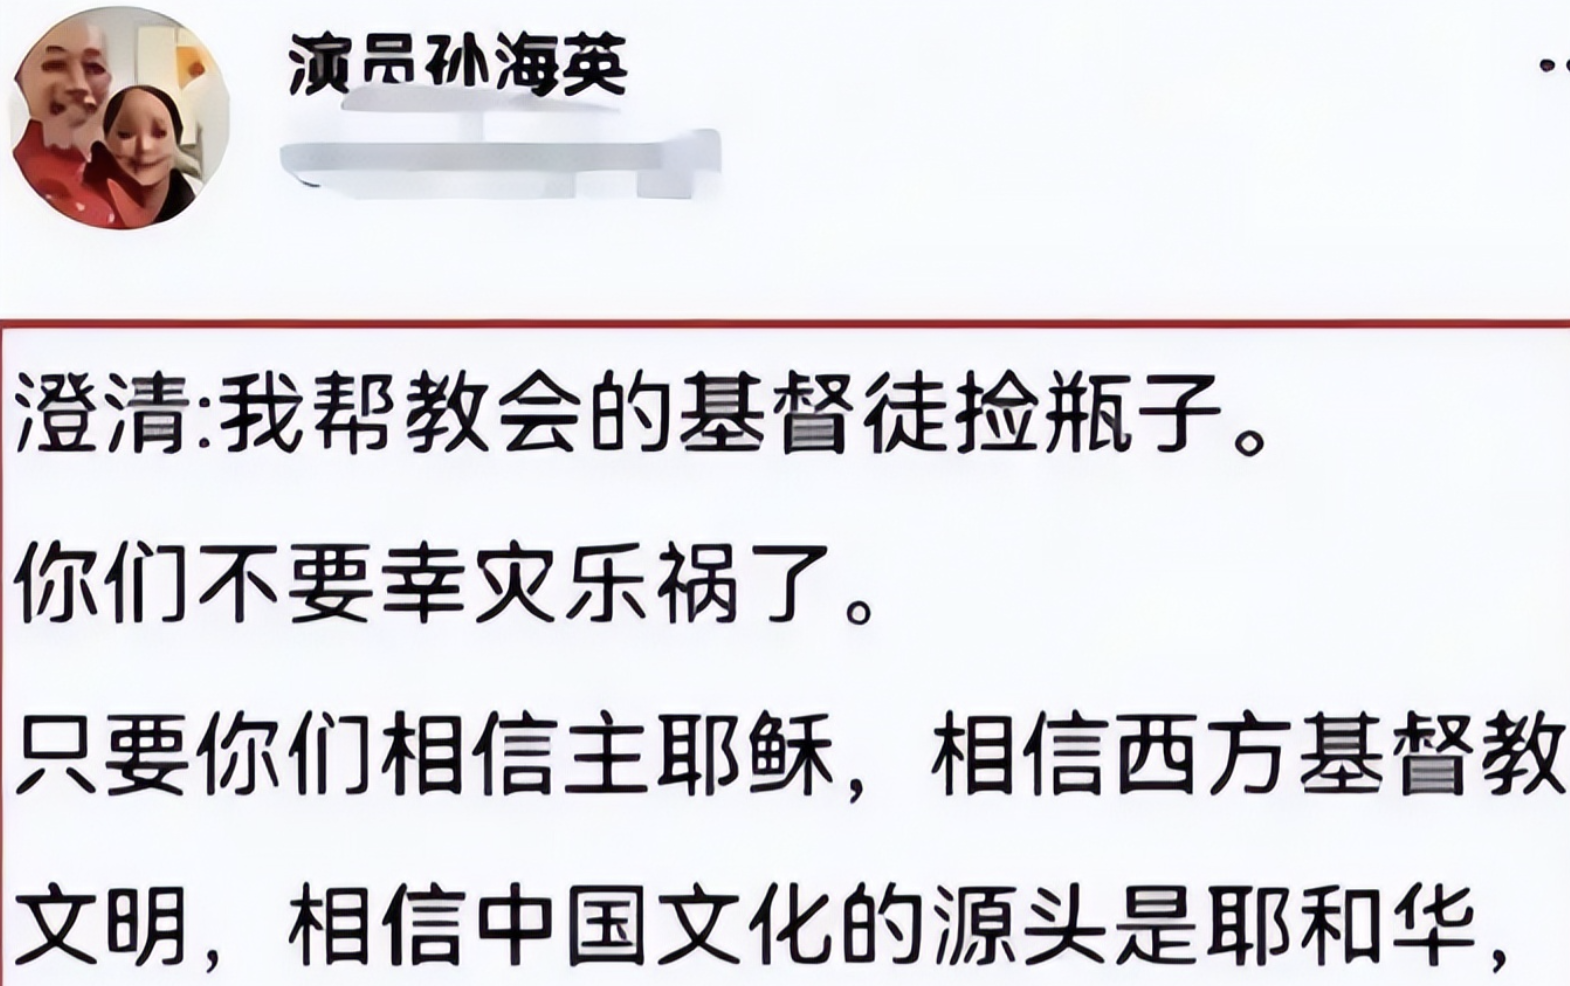 演员孙海英
澄清:我帮教会的基督徒捡瓶子。
你们不要幸灾乐祸了。
只要你们相信主耶稣，相信西方基督教
文明，相信中国文化的源头是耶和华，